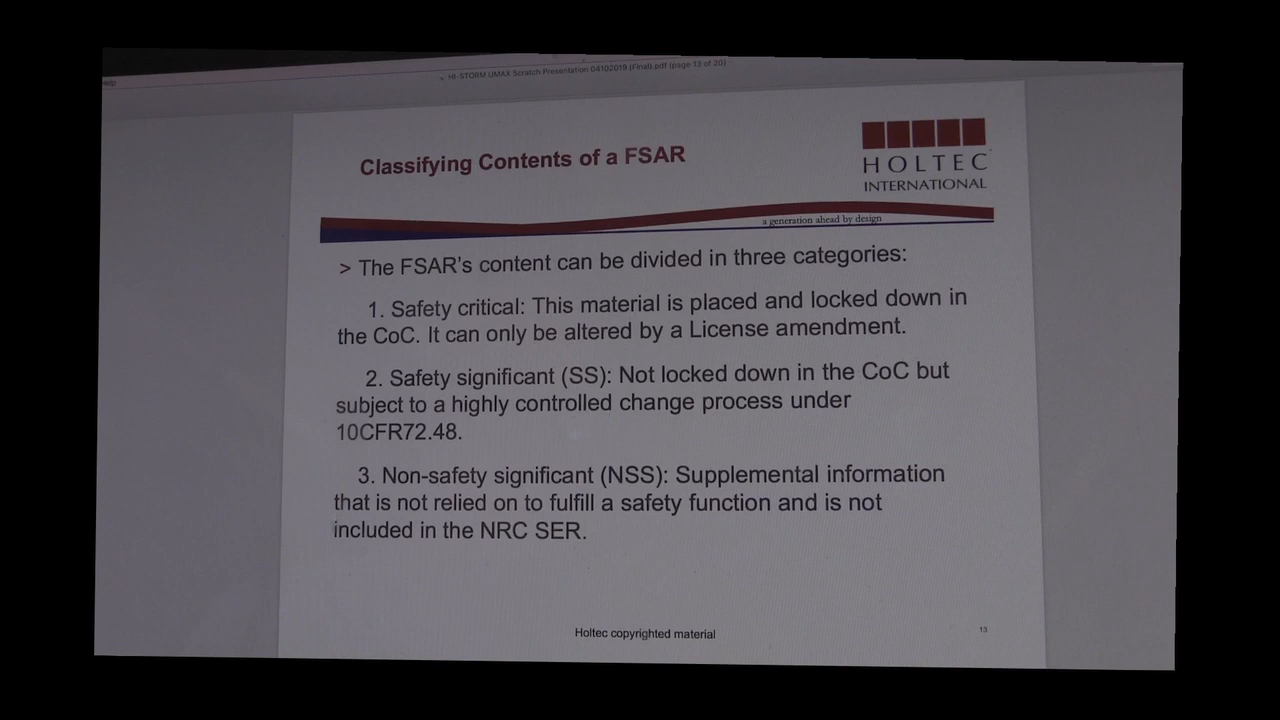 Help
HI-STORM UMAX Scratch Presentation 04102019 (Final).pdf (page 13 of 20)
Classifying Contents of a FSAR
HOLTEC
INTERNATIONAL
a generation ahead by design
> The FSAR's content can be divided in three categories:
1. Safety critical: This material is placed and locked down in
the CoC. It can only be altered by a License amendment.
2. Safety significant (SS): Not locked down in the CoC but
subject to a highly controlled change process under
10CFR72.48.
3. Non-safety significant (NSS): Supplemental information
that is not relied on to fulfill a safety function and is not
included in the NRC SER.
Holtec copyrighted material
13